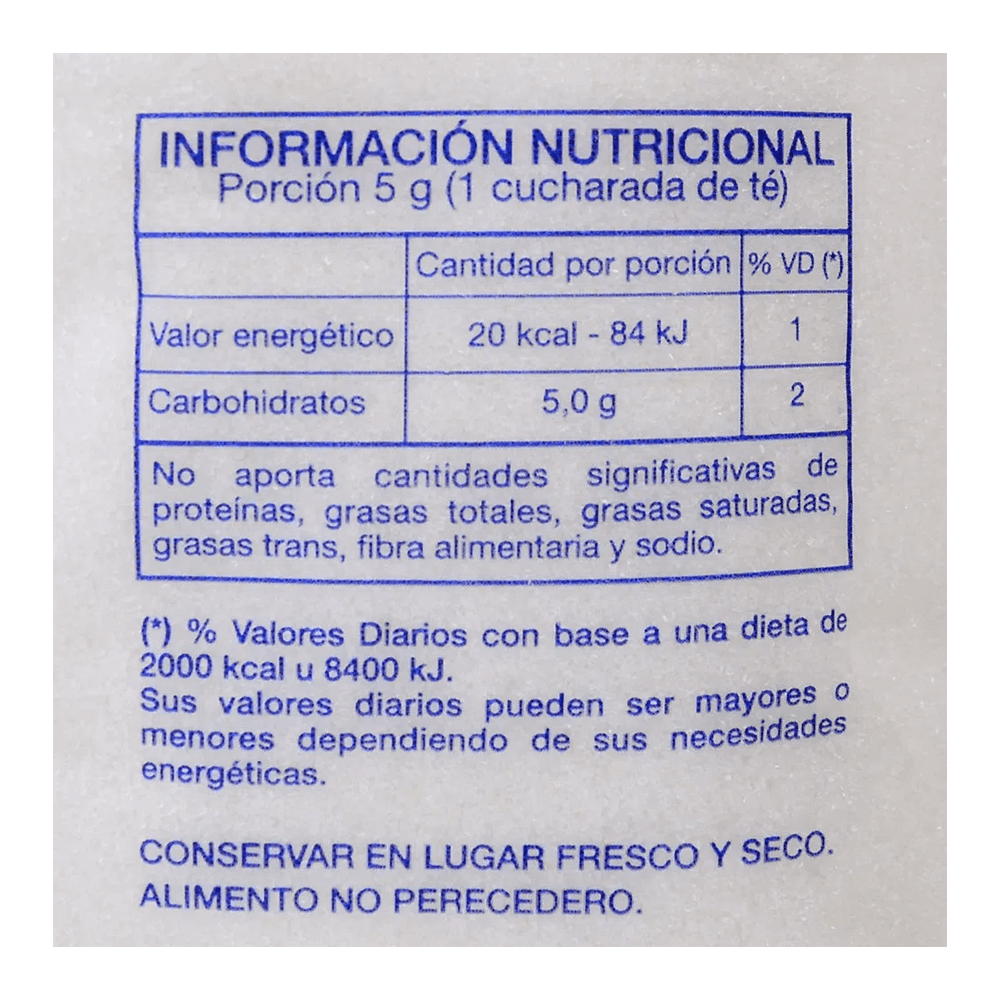 INFORMACIÓN NUTRICIONAL
Porción 5 g (1 cucharada de té)
Cantidad por porción % VD (*)
Valor energético 20 kcal - 84 kJ 1
Carbohidratos 5,0 g 2
No aporta cantidades significativas de
proteínas, grasas totales, grasas saturadas,
grasas trans, fibra alimentaria y sodio.
(*) % Valores Diarios con base a una dieta de
2000 kcal u 8400 kJ.
Sus valores diarios pueden ser mayores o
menores dependiendo de sus necesidades
energéticas.
CONSERVAR EN LUGAR FRESCO Y SECO.
ALIMENTO NO PERECEDERO.